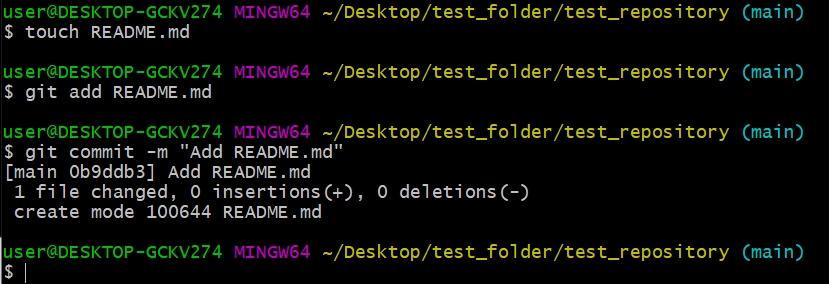 user@DESKTOP-GCKV274 MINGW64 ~/Desktop/test_folder/test_repository (main)
$ touch README.md
user@DESKTOP-GCKV274 MINGW64 ~/Desktop/test_folder/test_repository (main)
$ git add README.md
user@DESKTOP-GCKV274 MINGW64 ~/Desktop/test_folder/test_repository (main)
$ git commit -m "Add README.md"
[main 0b9ddb3] Add README.md
 1 file changed, 0 insertions(+), 0 deletions(-)
 create mode 100644 README.md
user@DESKTOP-GCKV274 MINGW64 ~/Desktop/test_folder/test_repository (main)
$